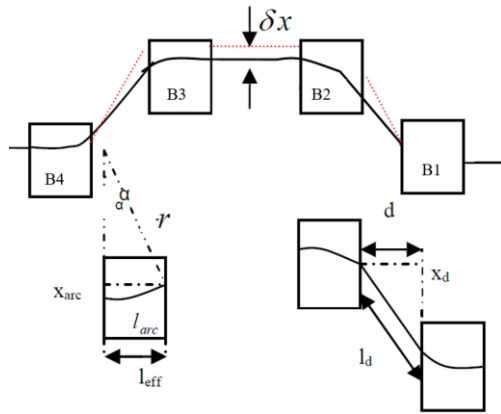 δx
B3
B2
B4
B1
α
α
r
d
x_arc
l_arc
l_eff
x_d
l_d